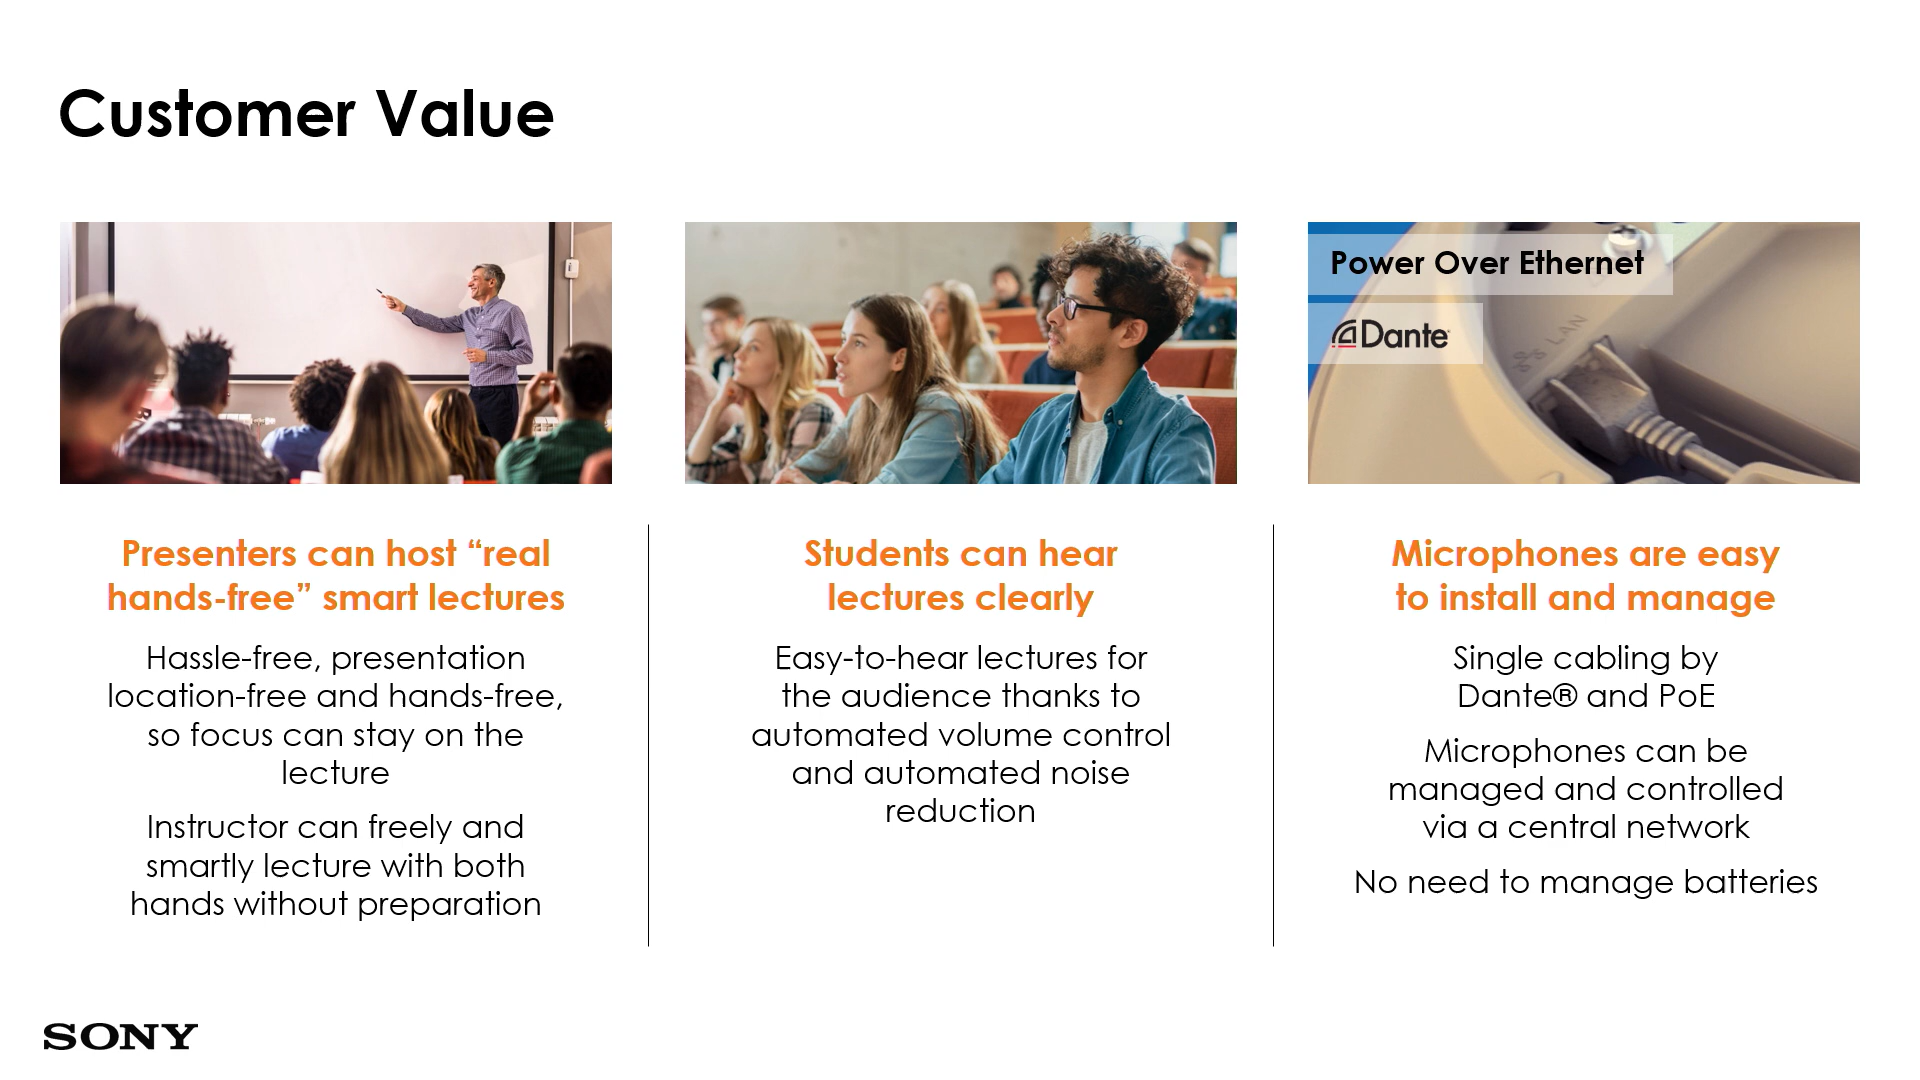 Customer Value
Power Over Ethernet
Dante
LAN
Presenters can host “real
hands-free” smart lectures
Hassle-free, presentation
location-free and hands-free,
so focus can stay on the
lecture
Instructor can freely and
smartly lecture with both
hands without preparation
Students can hear
lectures clearly
Easy-to-hear lectures for
the audience thanks to
automated volume control
and automated noise
reduction
Microphones are easy
to install and manage
Single cabling by
Dante® and PoE
Microphones can be
managed and controlled
via a central network
No need to manage batteries
SONY